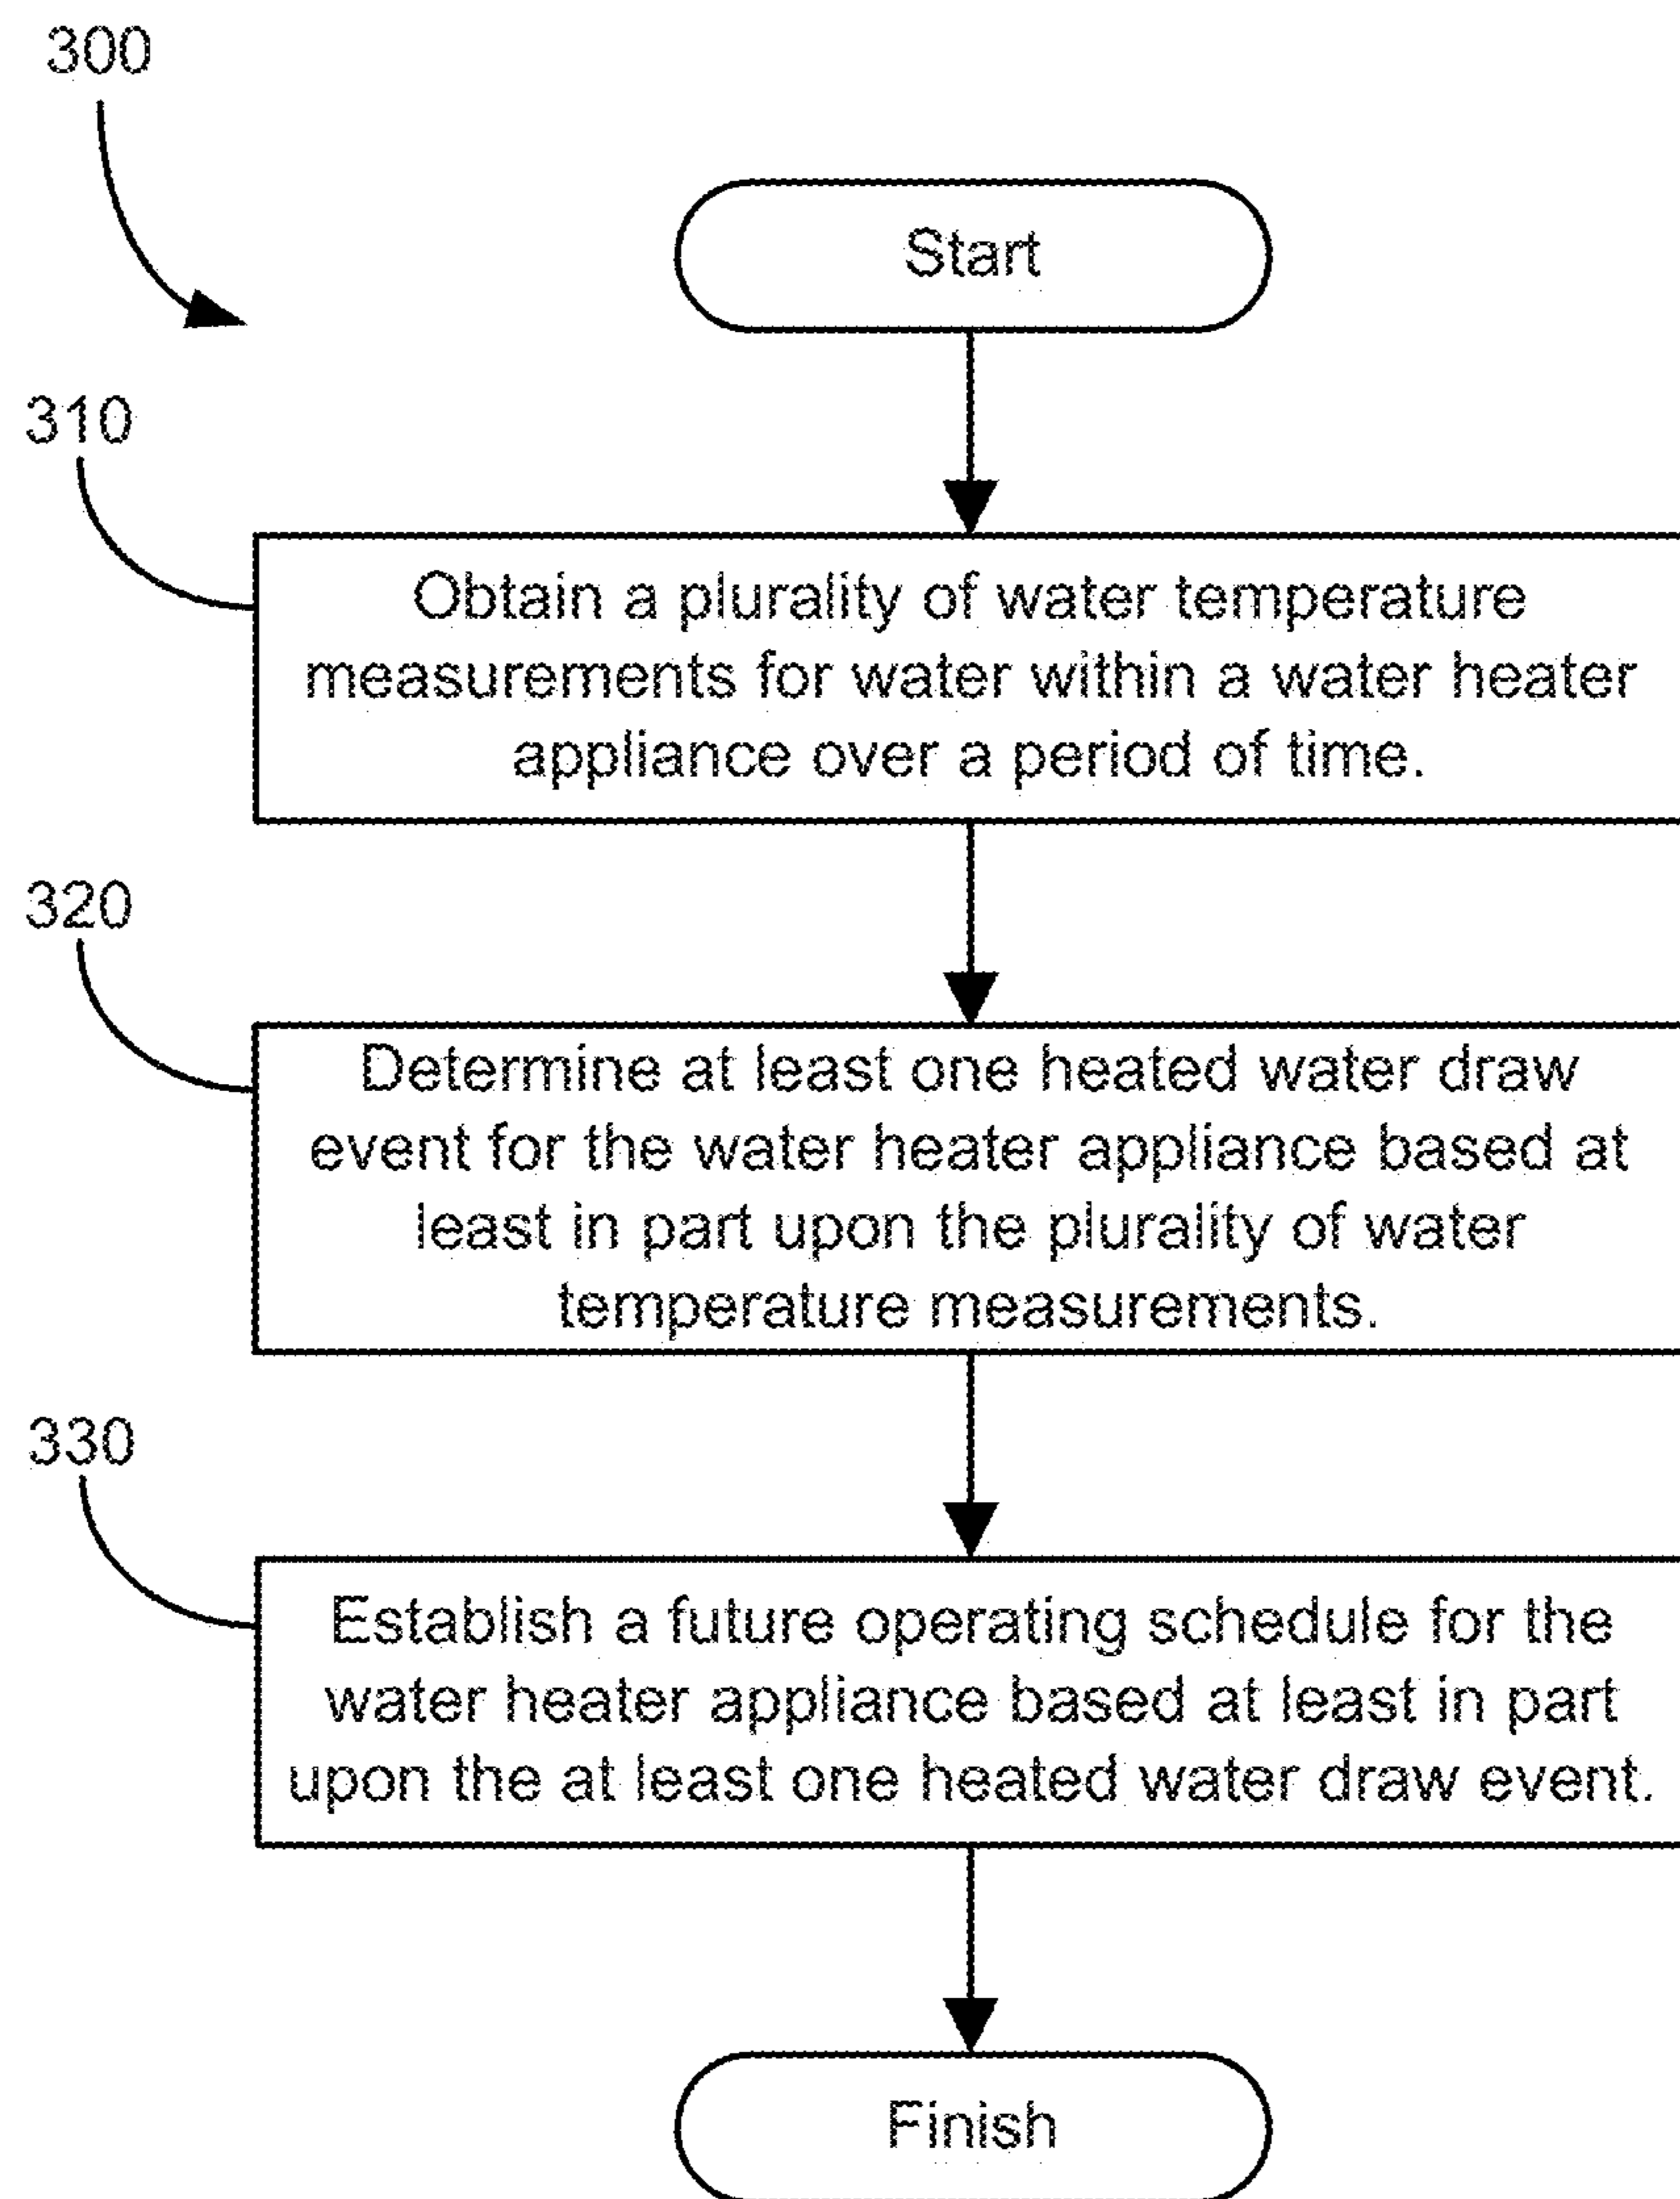 300
Start
310
Obtain a plurality of water temperature
measurements for water within a water heater
appliance over a period of time.
320
Determine at least one heated water draw
event for the water heater appliance based at
least in part upon the plurality of water
temperature measurements.
330
Establish a future operating schedule for the
water heater appliance based at least in part
upon the at least one heated water draw event.
Finish